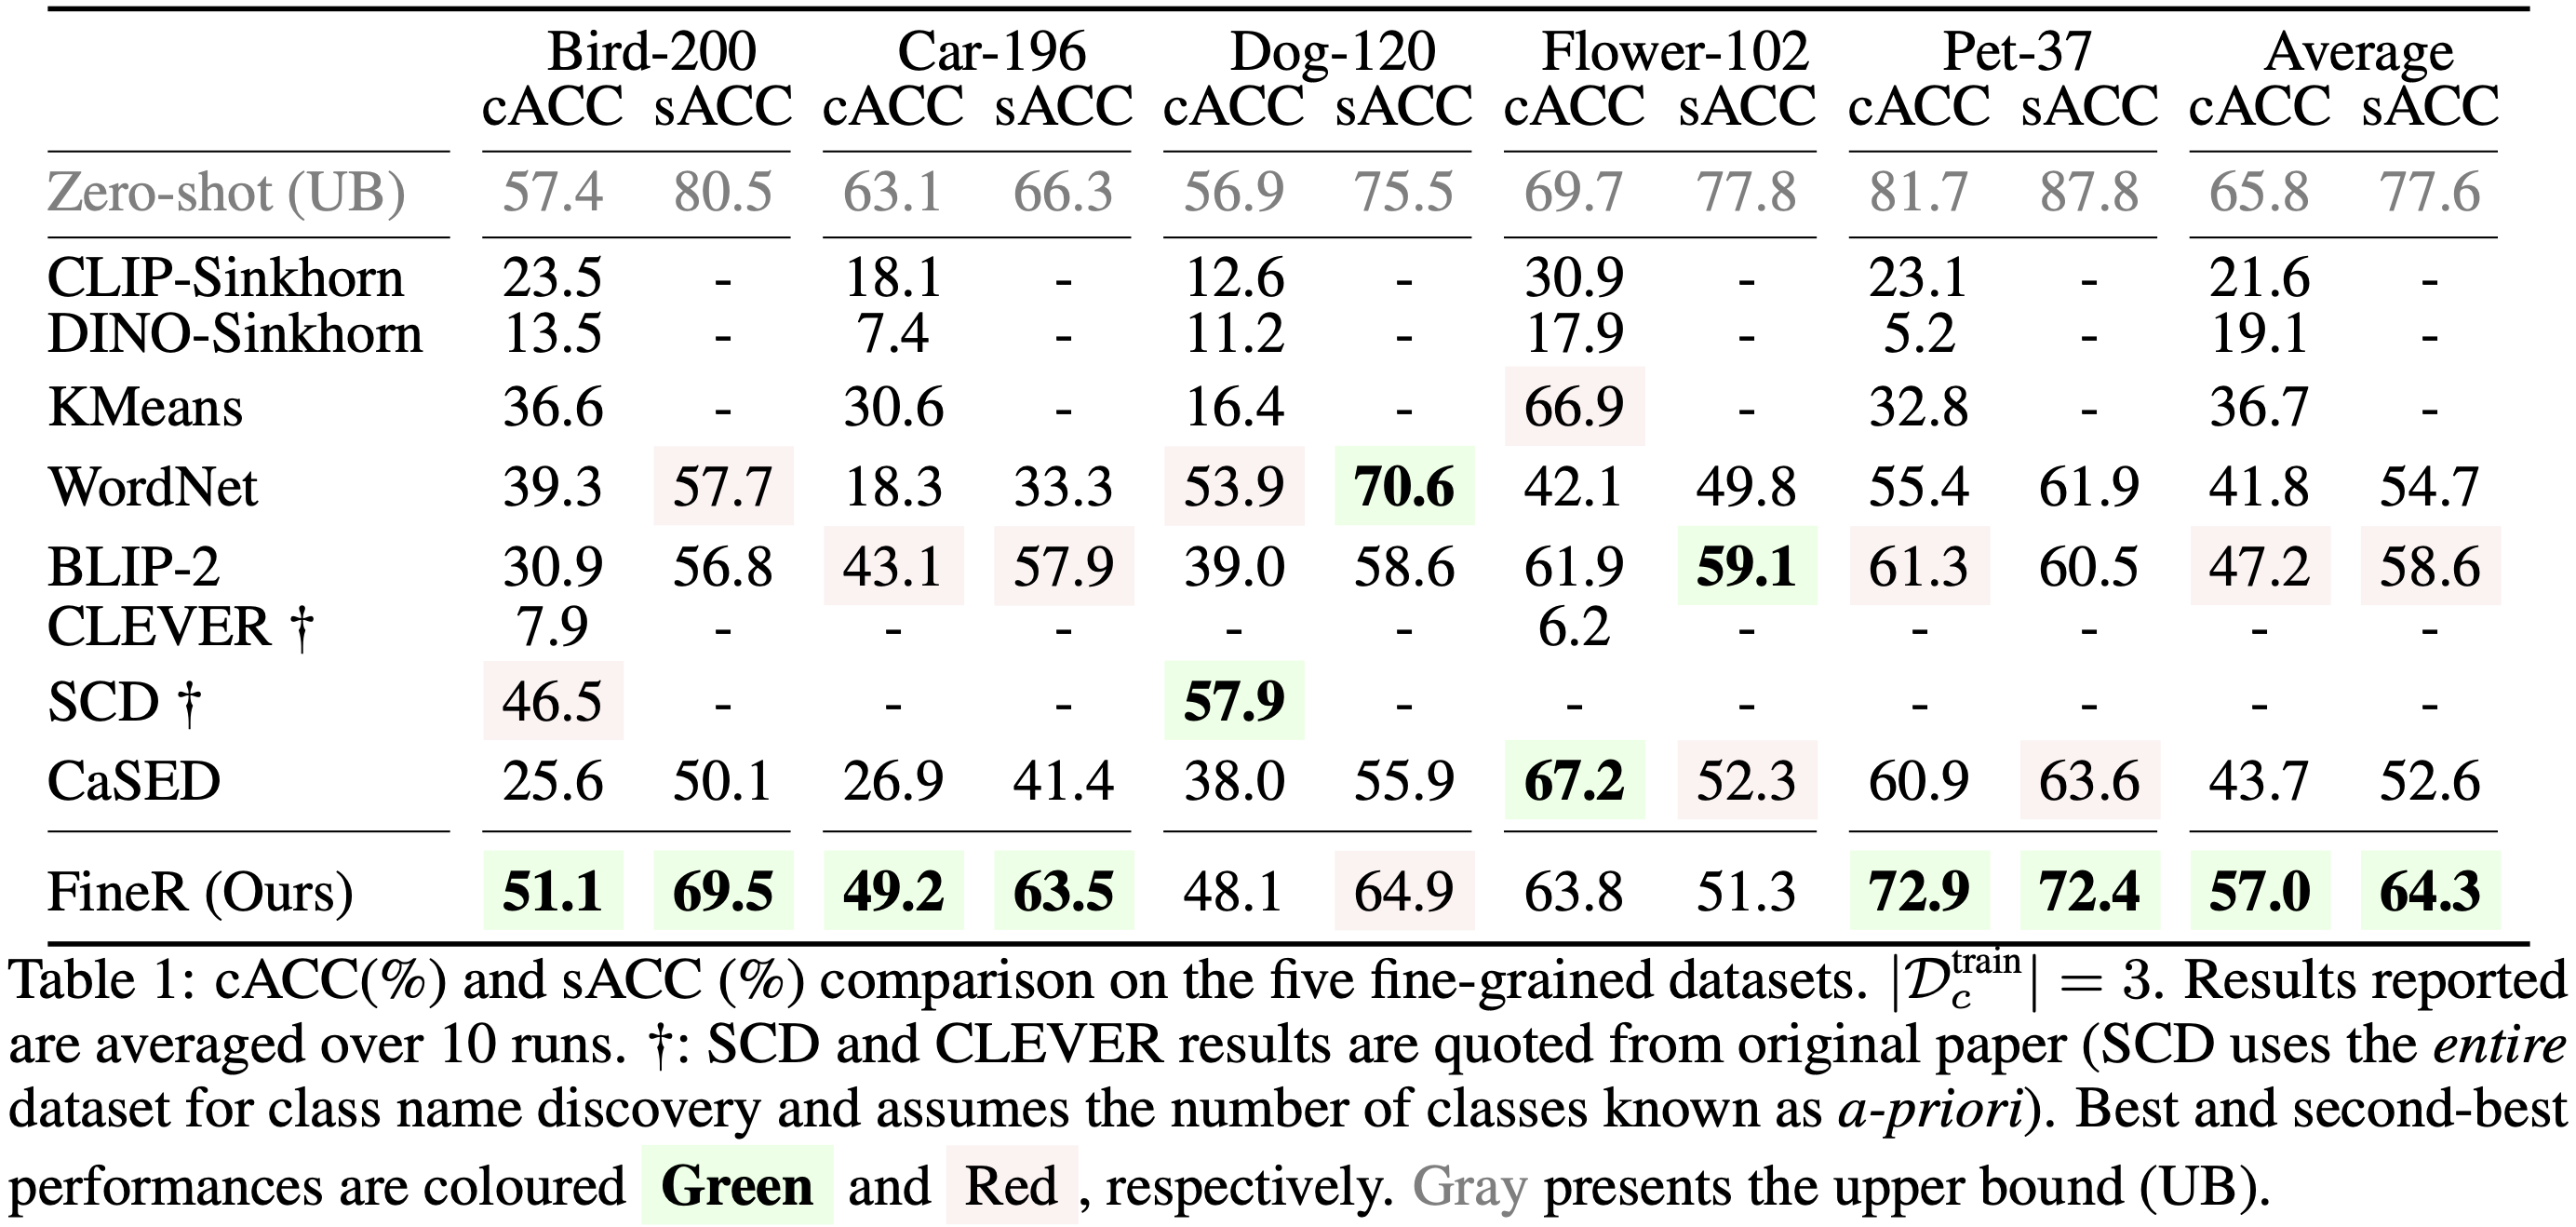 Bird-200 Car-196 Dog-120 Flower-102 Pet-37 Average
cACC sACC cACC sACC cACC sACC cACC sACC cACC sACC cACC sACC
Zero-shot (UB) 57.4 80.5 63.1 66.3 56.9 75.5 69.7 77.8 81.7 87.8 65.8 77.6
CLIP-Sinkhorn 23.5 - 18.1 - 12.6 - 30.9 - 23.1 - 21.6 -
DINO-Sinkhorn 13.5 - 7.4 - 11.2 - 17.9 - 5.2 - 19.1 -
KMeans 36.6 - 30.6 - 16.4 - 66.9 - 32.8 - 36.7 -
WordNet 39.3 57.7 18.3 33.3 53.9 70.6 42.1 49.8 55.4 61.9 41.8 54.7
BLIP-2 30.9 56.8 43.1 57.9 39.0 58.6 61.9 59.1 61.3 60.5 47.2 58.6
CLEVER † 7.9 - - - - - 6.2 - - - - -
SCD † 46.5 - - - 57.9 - - - - - - -
CaSED 25.6 50.1 26.9 41.4 38.0 55.9 67.2 52.3 60.9 63.6 43.7 52.6
FineR (Ours) 51.1 69.5 49.2 63.5 48.1 64.9 63.8 51.3 72.9 72.4 57.0 64.3
Table 1: cACC(%) and sACC (%) comparison on the five fine-grained datasets. |𝒟_c^train| = 3. Results reported
are averaged over 10 runs. †: SCD and CLEVER results are quoted from original paper (SCD uses the entire
dataset for class name discovery and assumes the number of classes known as a-priori). Best and second-best
performances are coloured Green and Red , respectively. Gray presents the upper bound (UB).